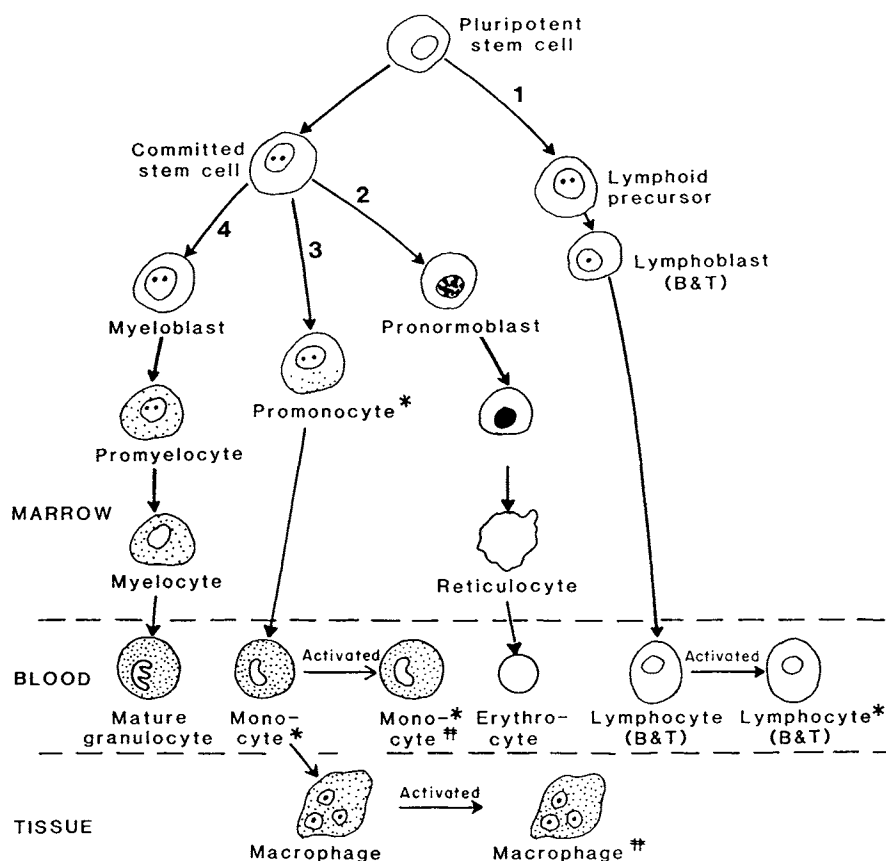 Pluripotent
stem cell
1
Committed
stem cell
2
Lymphoid
precursor
4
3
Lymphoblast
(B&T)
Myeloblast
Pronormoblast
Promonocyte*
Promyelocyte
MARROW
Myelocyte
Reticulocyte
BLOOD
Activated
Activated
Mature
granulocyte
Mono-
cyte*
Mono-*
cyte⧻
Erythro-
cyte
Lymphocyte
(B&T)
Lymphocyte*
(B&T)
TISSUE
Activated
Macrophage
Macrophage⧻